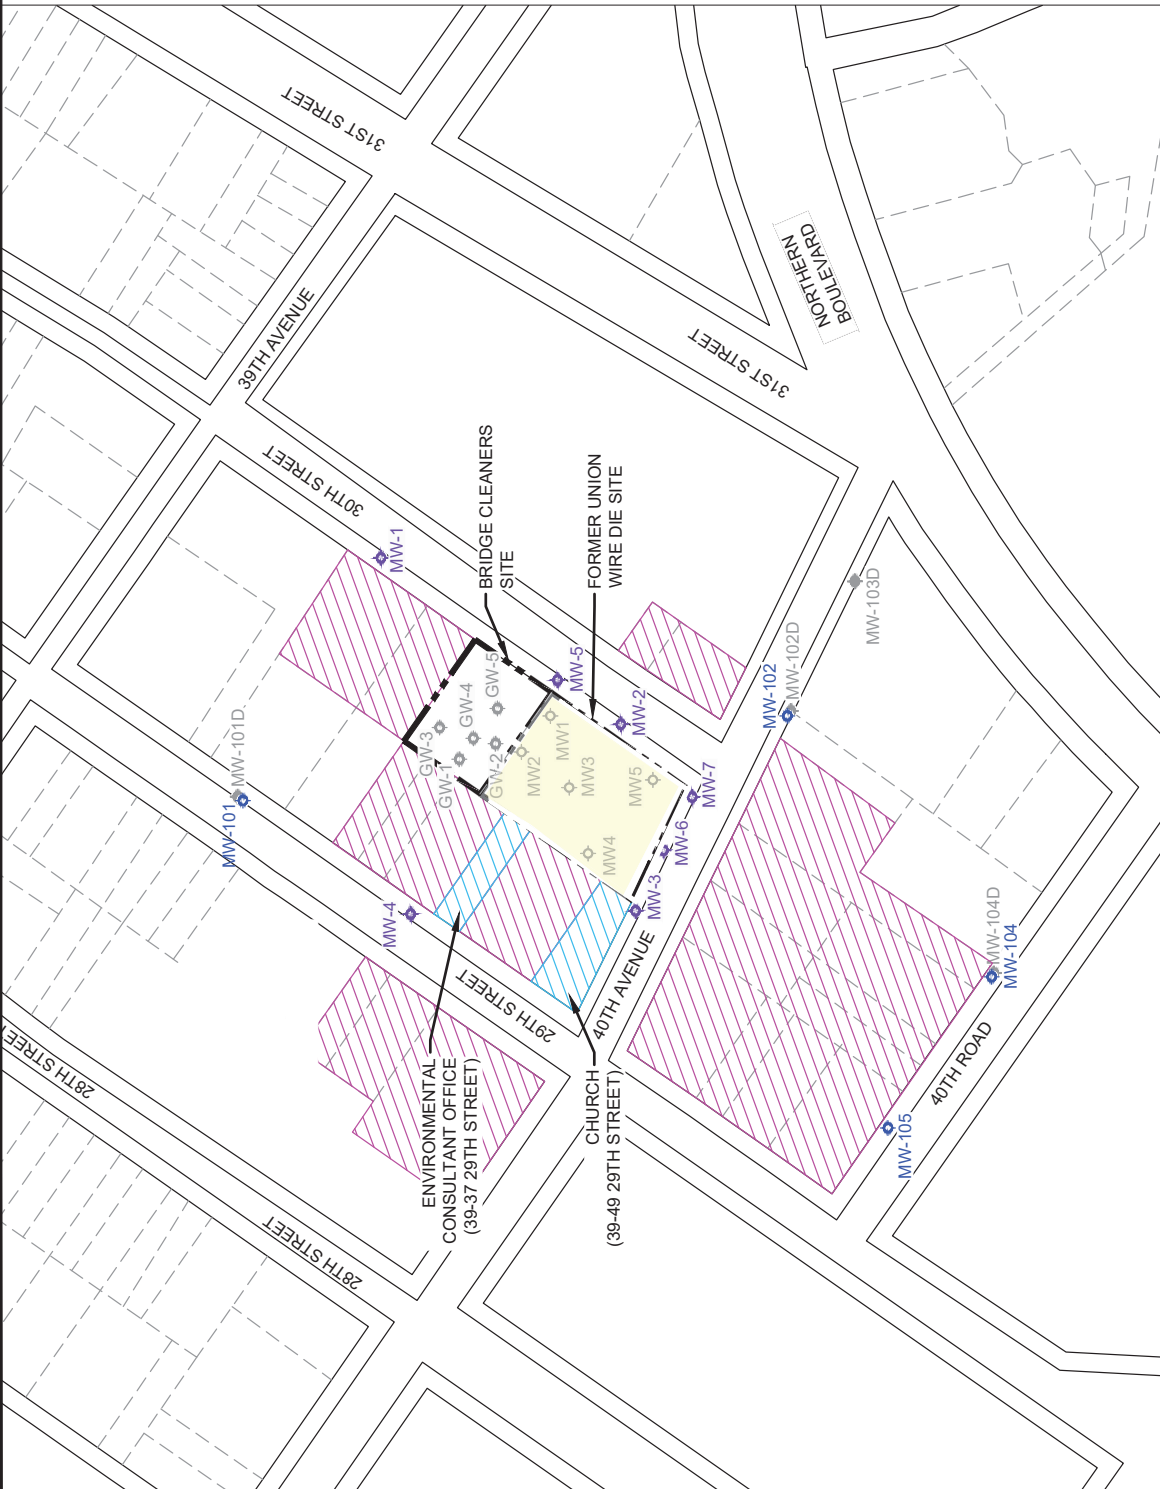 31ST STREET
39TH AVENUE
30TH STREET
NORTHERN
BOULEVARD
31ST STREET
BRIDGE CLEANERS
SITE
FORMER UNION
WIRE DIE SITE
MW-1
MW-5
MW-2
MW-7
MW-6
MW-3
MW-4
MW-101D
MW-101
GW-3
GW-4
GW-5
GW-1
GW-2
MW1
MW2
MW3
MW5
MW4
MW-102
MW-102D
MW-103D
MW-104D
MW-104
MW-105
29TH STREET
40TH AVENUE
40TH ROAD
28TH STREET
28TH STREET
ENVIRONMENTAL
CONSULTANT OFFICE
(39-37 29TH STREET)
CHURCH
(39-49 29TH STREET)